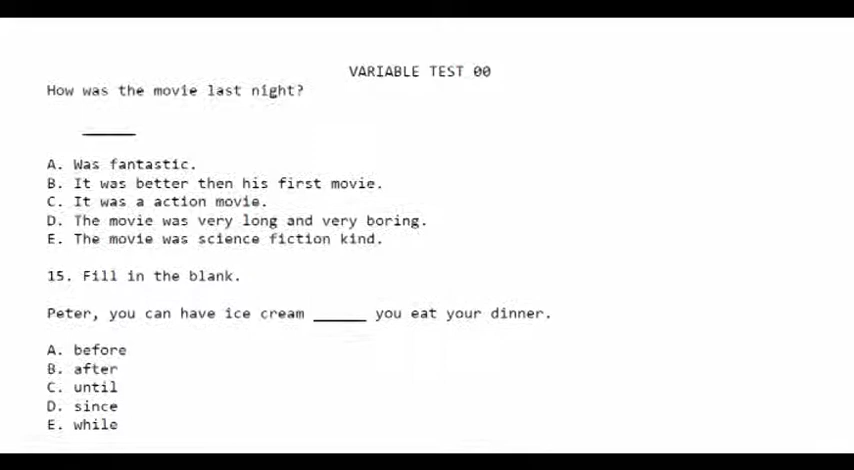 VARIABLE TEST 00
How was the movie last night?
______
A. Was fantastic.
B. It was better then his first movie.
C. It was a action movie.
D. The movie was very long and very boring.
E. The movie was science fiction kind.
15. Fill in the blank.
Peter, you can have ice cream ______ you eat your dinner.
A. before
B. after
C. until
D. since
E. while